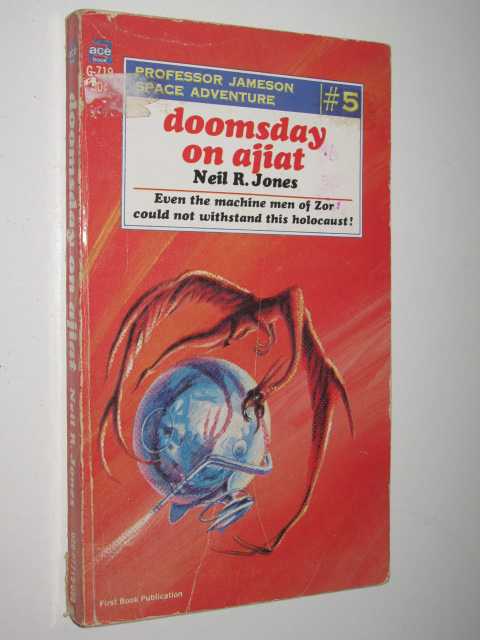 ace
book
G-719
PROFESSOR JAMESON
SPACE ADVENTURE
#5
doomsday
on ajiat
Neil R. Jones
Even the machine men of Zor!
could not withstand this holocaust!
First Book Publication
ace
doomsday on ajiat
Neil R. Jones